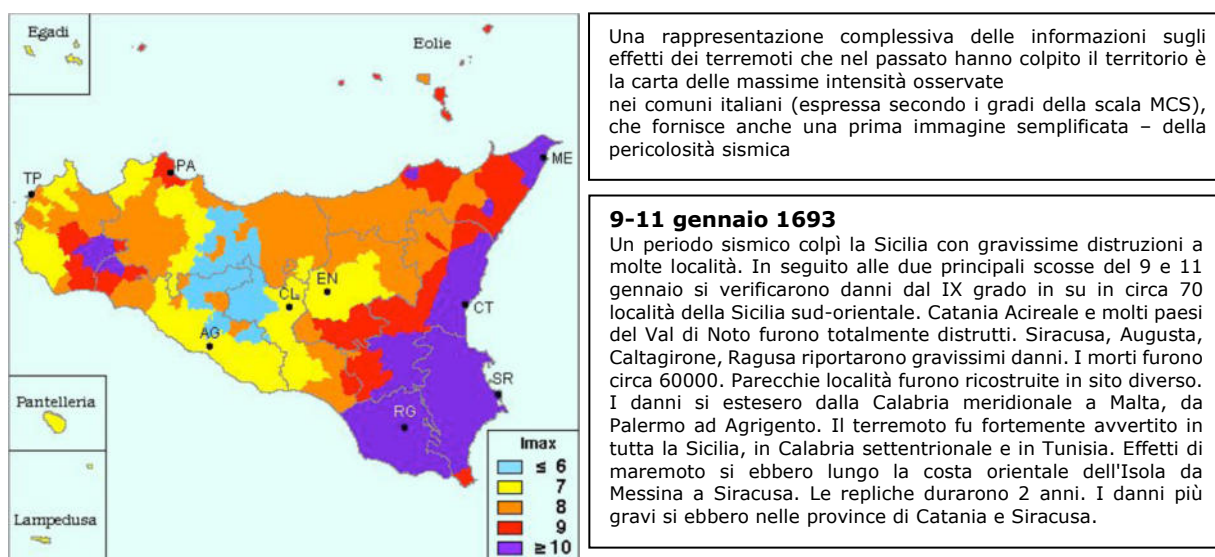 Egadi
Eolie
PA
ME
TP
EN
CL
CT
AG
SR
Pantelleria
RG
Imax
≤ 6
7
8
9
≥ 10
Lampedusa
Una rappresentazione complessiva delle informazioni sugli
effetti dei terremoti che nel passato hanno colpito il territorio è
la carta delle massime intensità osservate
nei comuni italiani (espressa secondo i gradi della scala MCS),
che fornisce anche una prima immagine semplificata – della
pericolosità sismica
9-11 gennaio 1693
Un periodo sismico colpì la Sicilia con gravissime distruzioni a
molte località. In seguito alle due principali scosse del 9 e 11
gennaio si verificarono danni dal IX grado in su in circa 70
località della Sicilia sud-orientale. Catania Acireale e molti paesi
del Val di Noto furono totalmente distrutti. Siracusa, Augusta,
Caltagirone, Ragusa riportarono gravissimi danni. I morti furono
circa 60000. Parecchie località furono ricostruite in sito diverso.
I danni si estesero dalla Calabria meridionale a Malta, da
Palermo ad Agrigento. Il terremoto fu fortemente avvertito in
tutta la Sicilia, in Calabria settentrionale e in Tunisia. Effetti di
maremoto si ebbero lungo la costa orientale dell'Isola da
Messina a Siracusa. Le repliche durarono 2 anni. I danni più
gravi si ebbero nelle province di Catania e Siracusa.